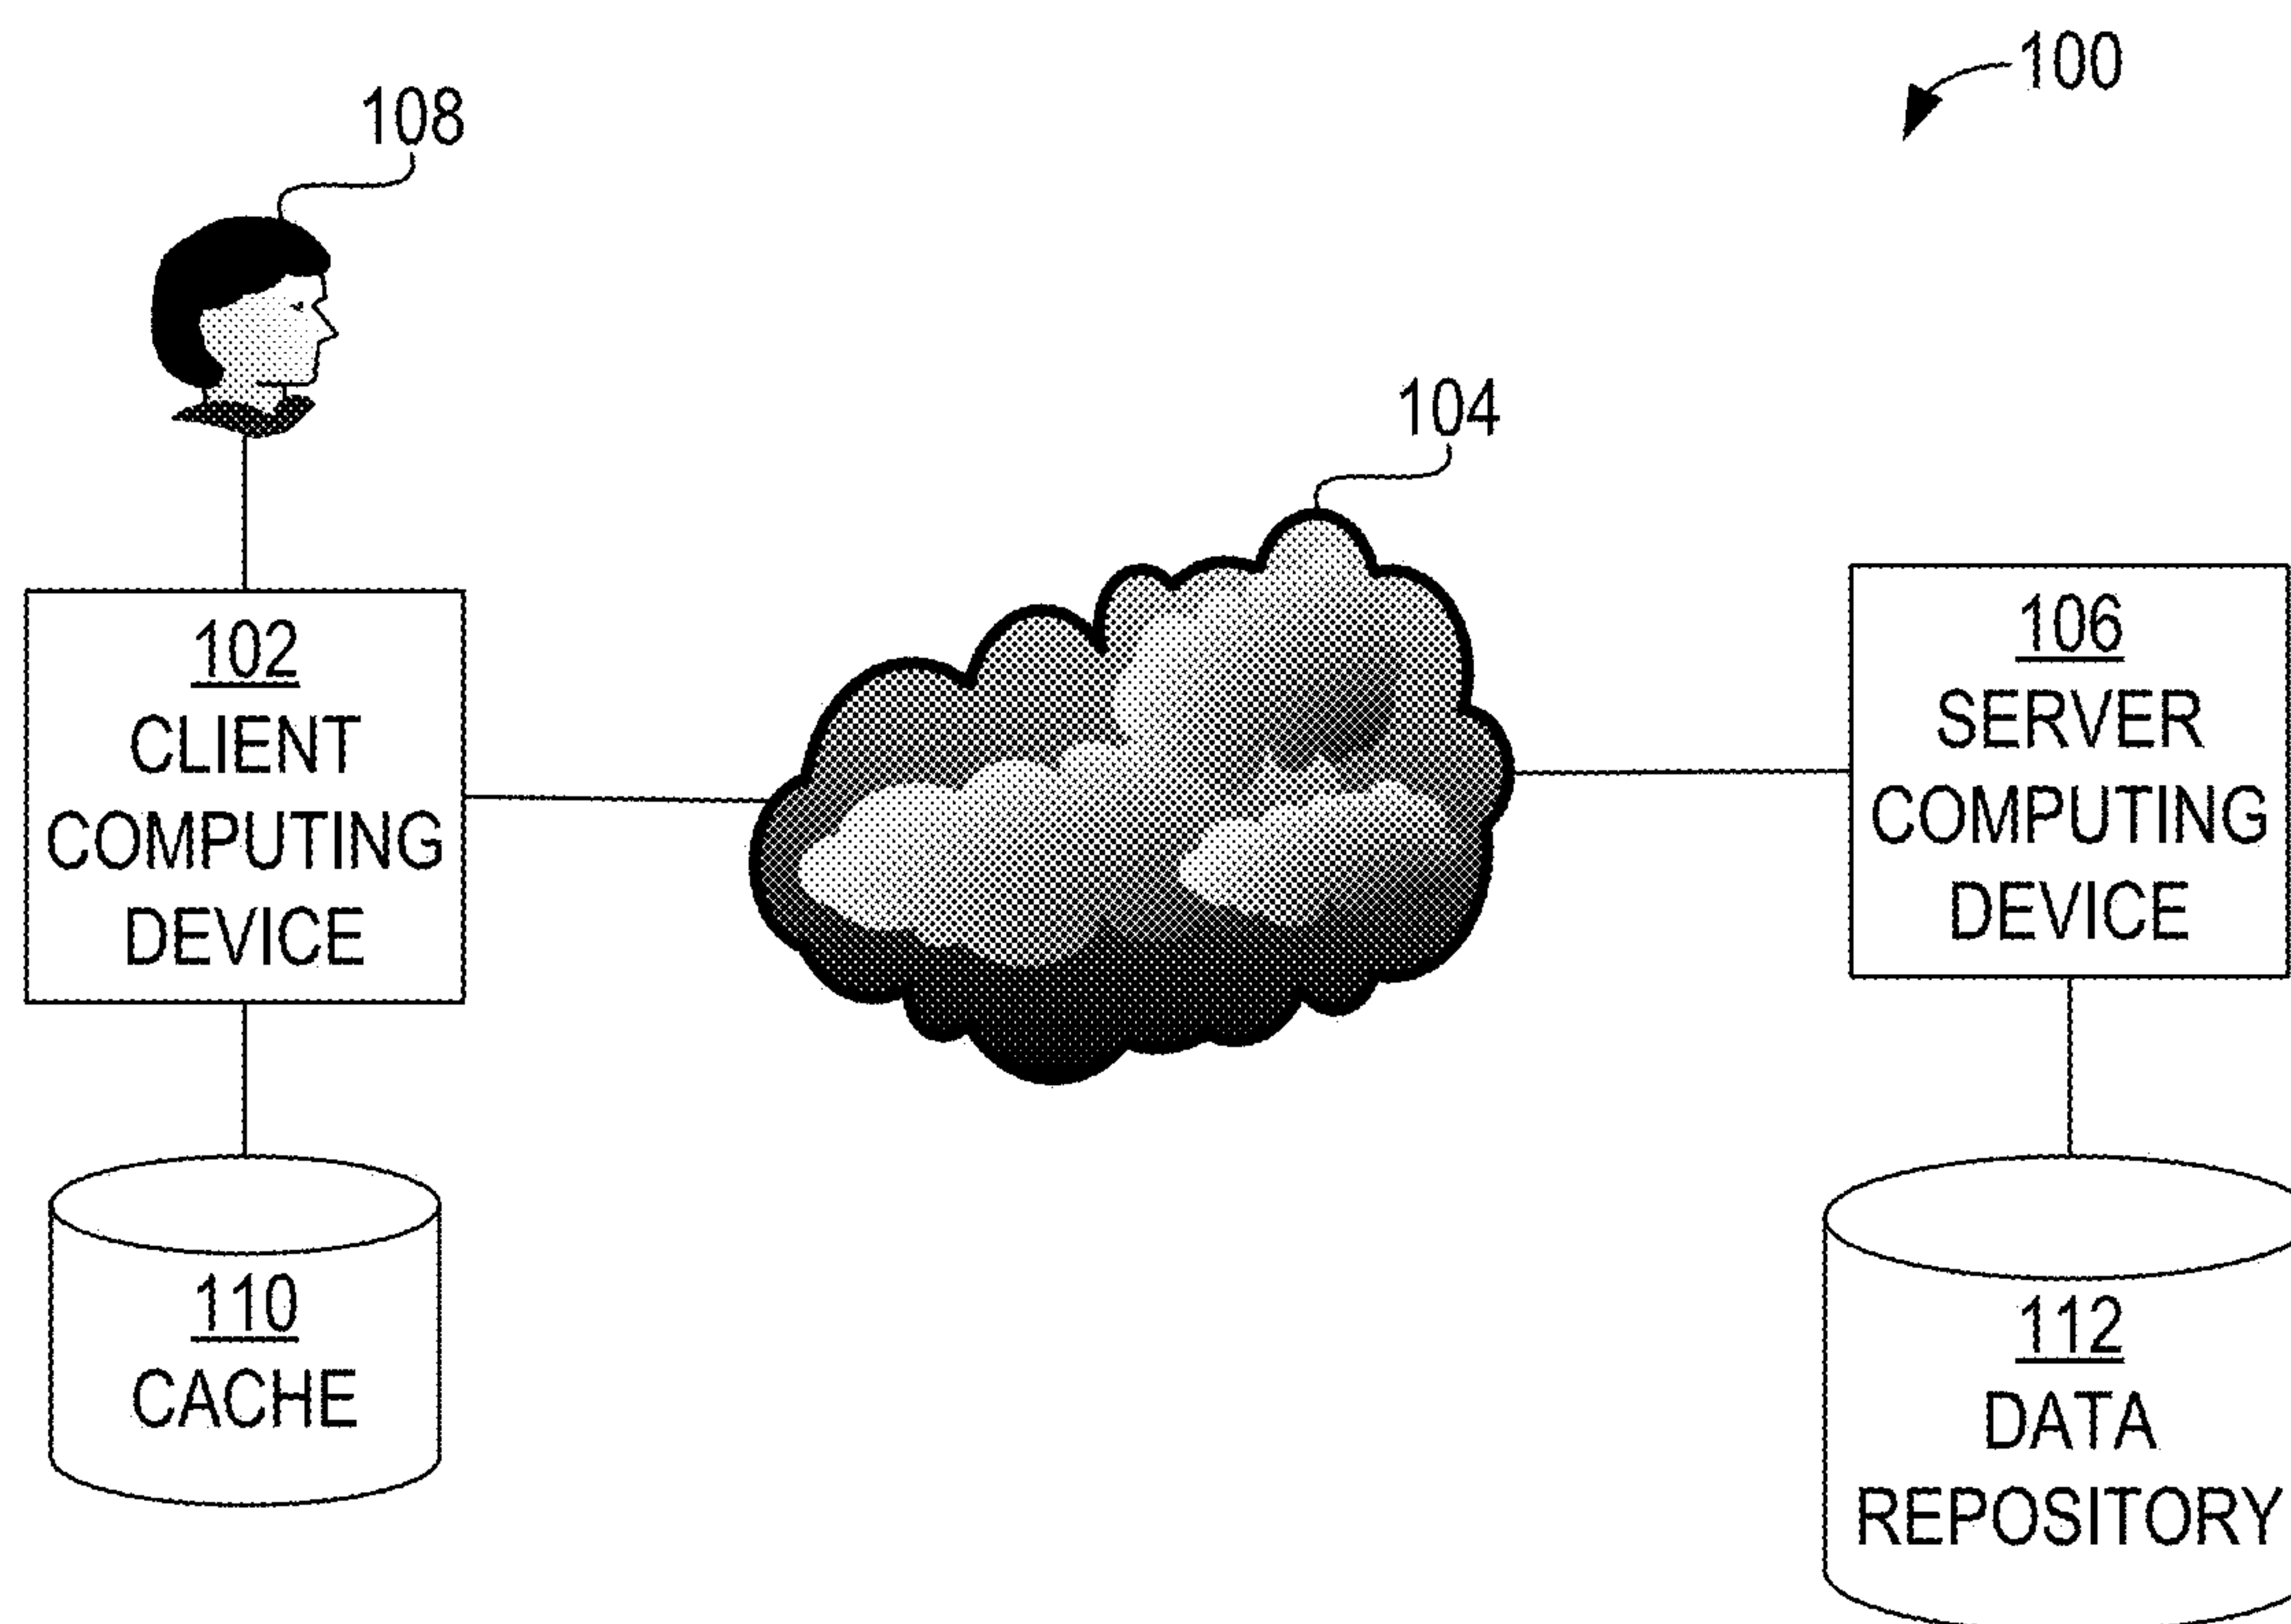 100
108
104
102
CLIENT
COMPUTING
DEVICE
106
SERVER
COMPUTING
DEVICE
110
CACHE
112
DATA
REPOSITORY